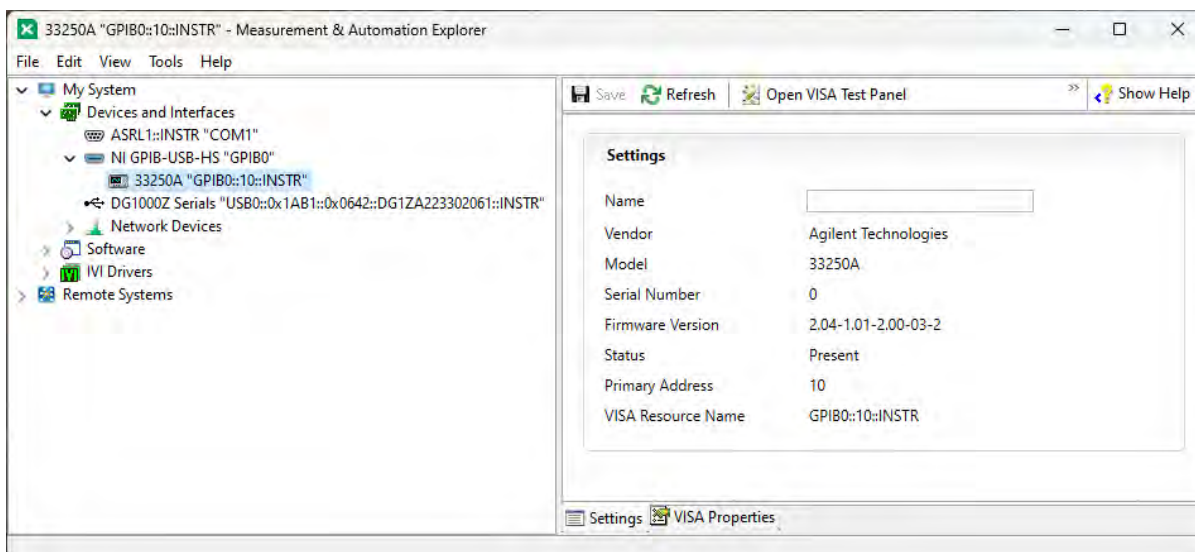 33250A "GPIB0::10::INSTR" - Measurement & Automation Explorer
File Edit View Tools Help
My System
Devices and Interfaces
ASRL1::INSTR "COM1"
NI GPIB-USB-HS "GPIB0"
33250A "GPIB0::10::INSTR"
DG1000Z Serials "USB0::0x1AB1::0x0642::DG1ZA223302061::INSTR"
Network Devices
Software
IVI Drivers
Remote Systems
Save Refresh Open VISA Test Panel » Show Help
Settings
Name
Vendor Agilent Technologies
Model 33250A
Serial Number 0
Firmware Version 2.04-1.01-2.00-03-2
Status Present
Primary Address 10
VISA Resource Name GPIB0::10::INSTR
Settings VISA Properties